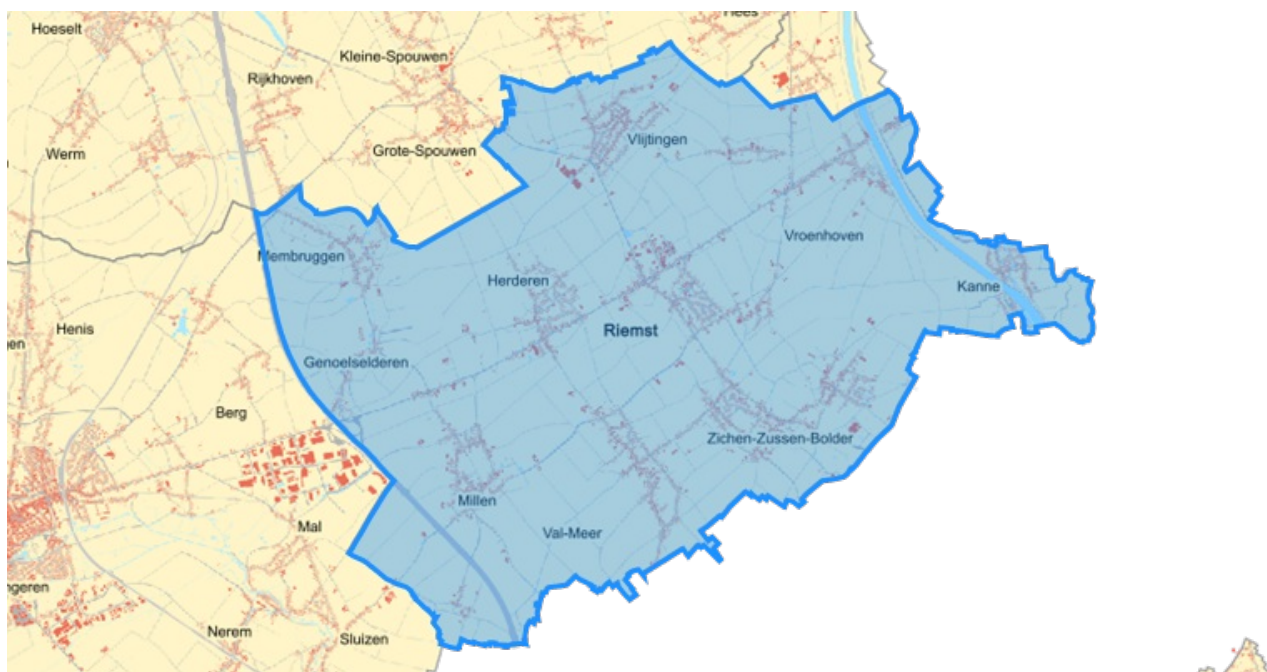 Hoeselt
Kleine-Spouwen
Rijkhoven
Werm
Grote-Spouwen
Vlijtingen
Membruggen
Vroenhoven
Herderen
Kanne
Henis
Riemst
Genoelselderen
Berg
Zichen-Zussen-Bolder
Millen
Mal
Val-Meer
Nerem
Sluizen